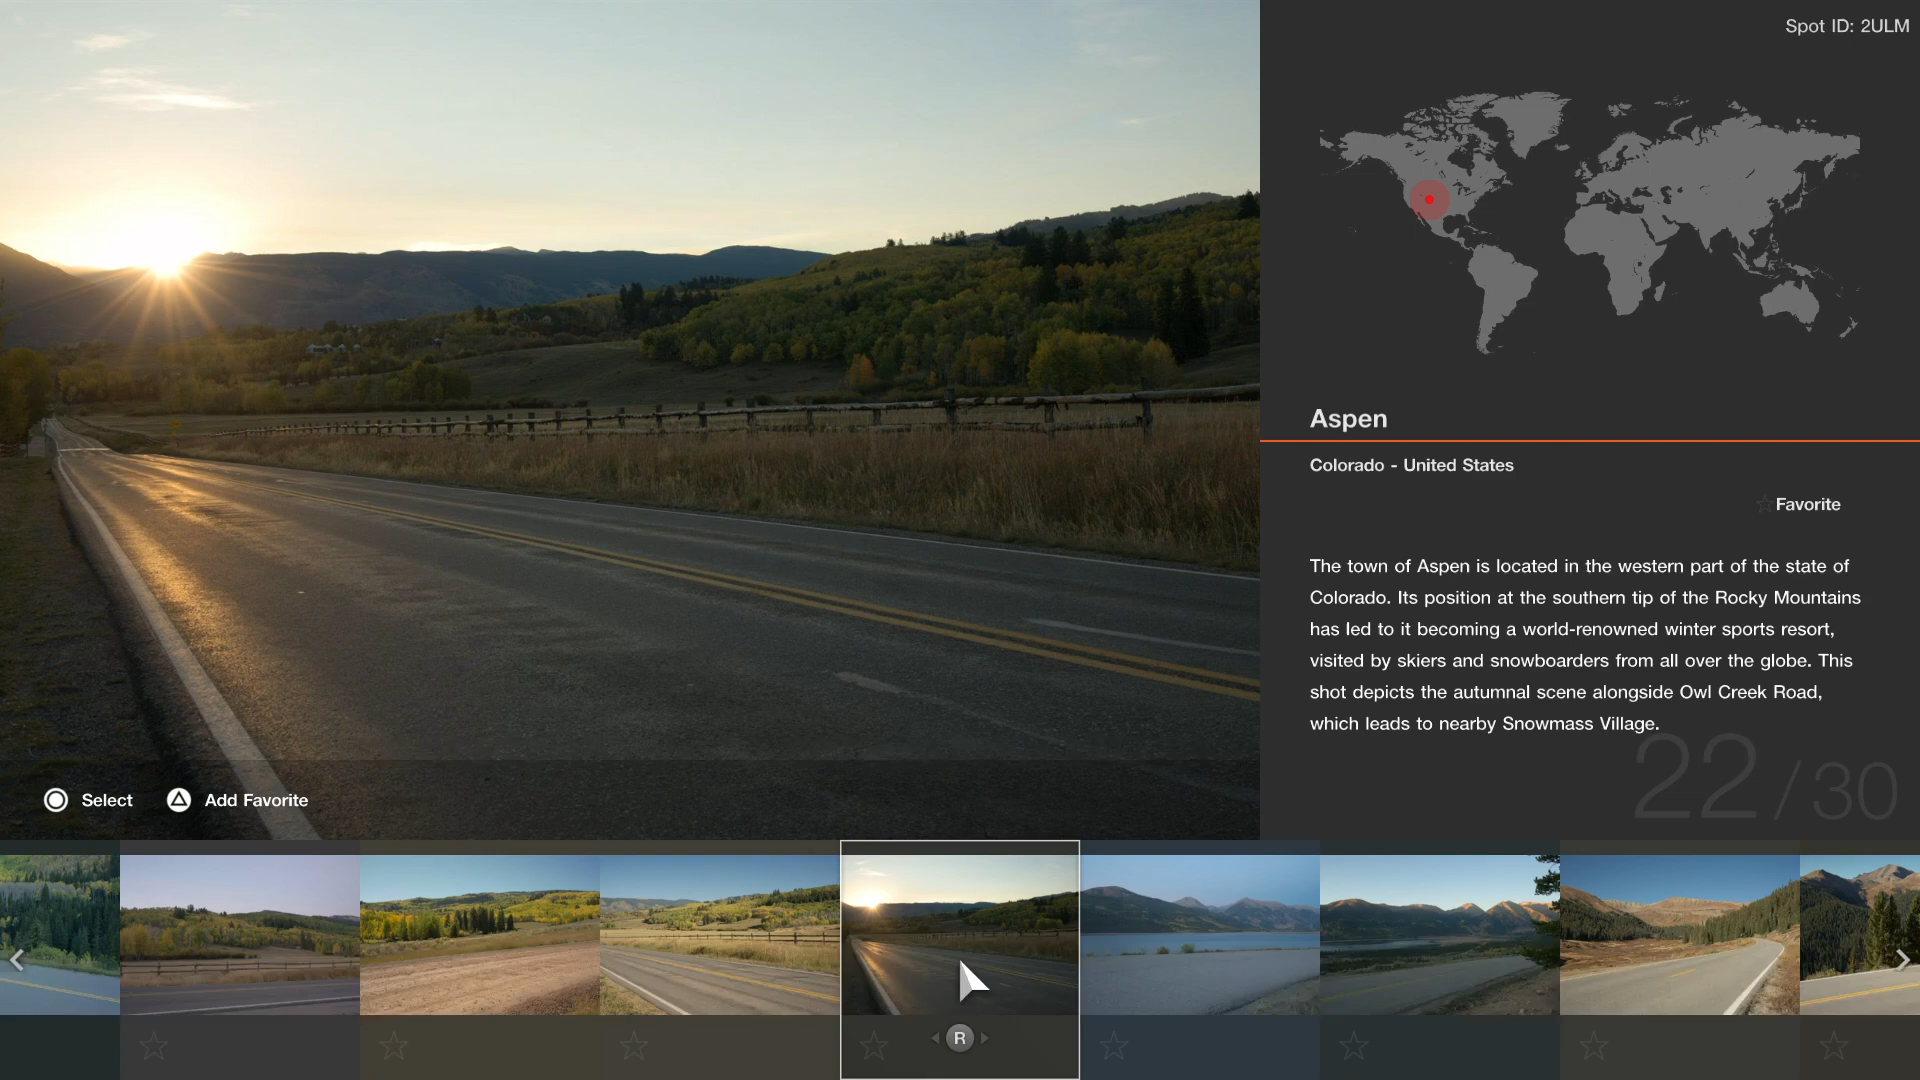 Spot ID: 2ULM
Aspen
Colorado - United States
Favorite
The town of Aspen is located in the western part of the state of
Colorado. Its position at the southern tip of the Rocky Mountains
has led to it becoming a world-renowned winter sports resort,
visited by skiers and snowboarders from all over the globe. This
shot depicts the autumnal scene alongside Owl Creek Road,
which leads to nearby Snowmass Village.
22/30
Select
Add Favorite
R